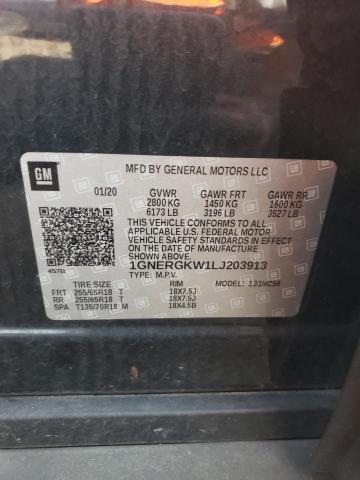 GM
MFD BY GENERAL MOTORS LLC
01/20 GVWR GAWR FRT GAWR RR
2800 KG 1450 KG 1600 KG
6173 LB 3196 LB 3527 LB
THIS VEHICLE CONFORMS TO ALL
APPLICABLE U.S. FEDERAL MOTOR
VEHICLE SAFETY STANDARDS IN EFFECT
ON THE DATE OF MANUFACTURE
SHOWN ABOVE.
1GNERGKW1LJ203913
TYPE: M.P.V.
TIRE SIZE RIM MODEL: 131NC56
FRT 255/65R18 T 18X7.5J
RR 255/65R18 T 18X7.5J
SPA T135/70R18 M 18X4.5B